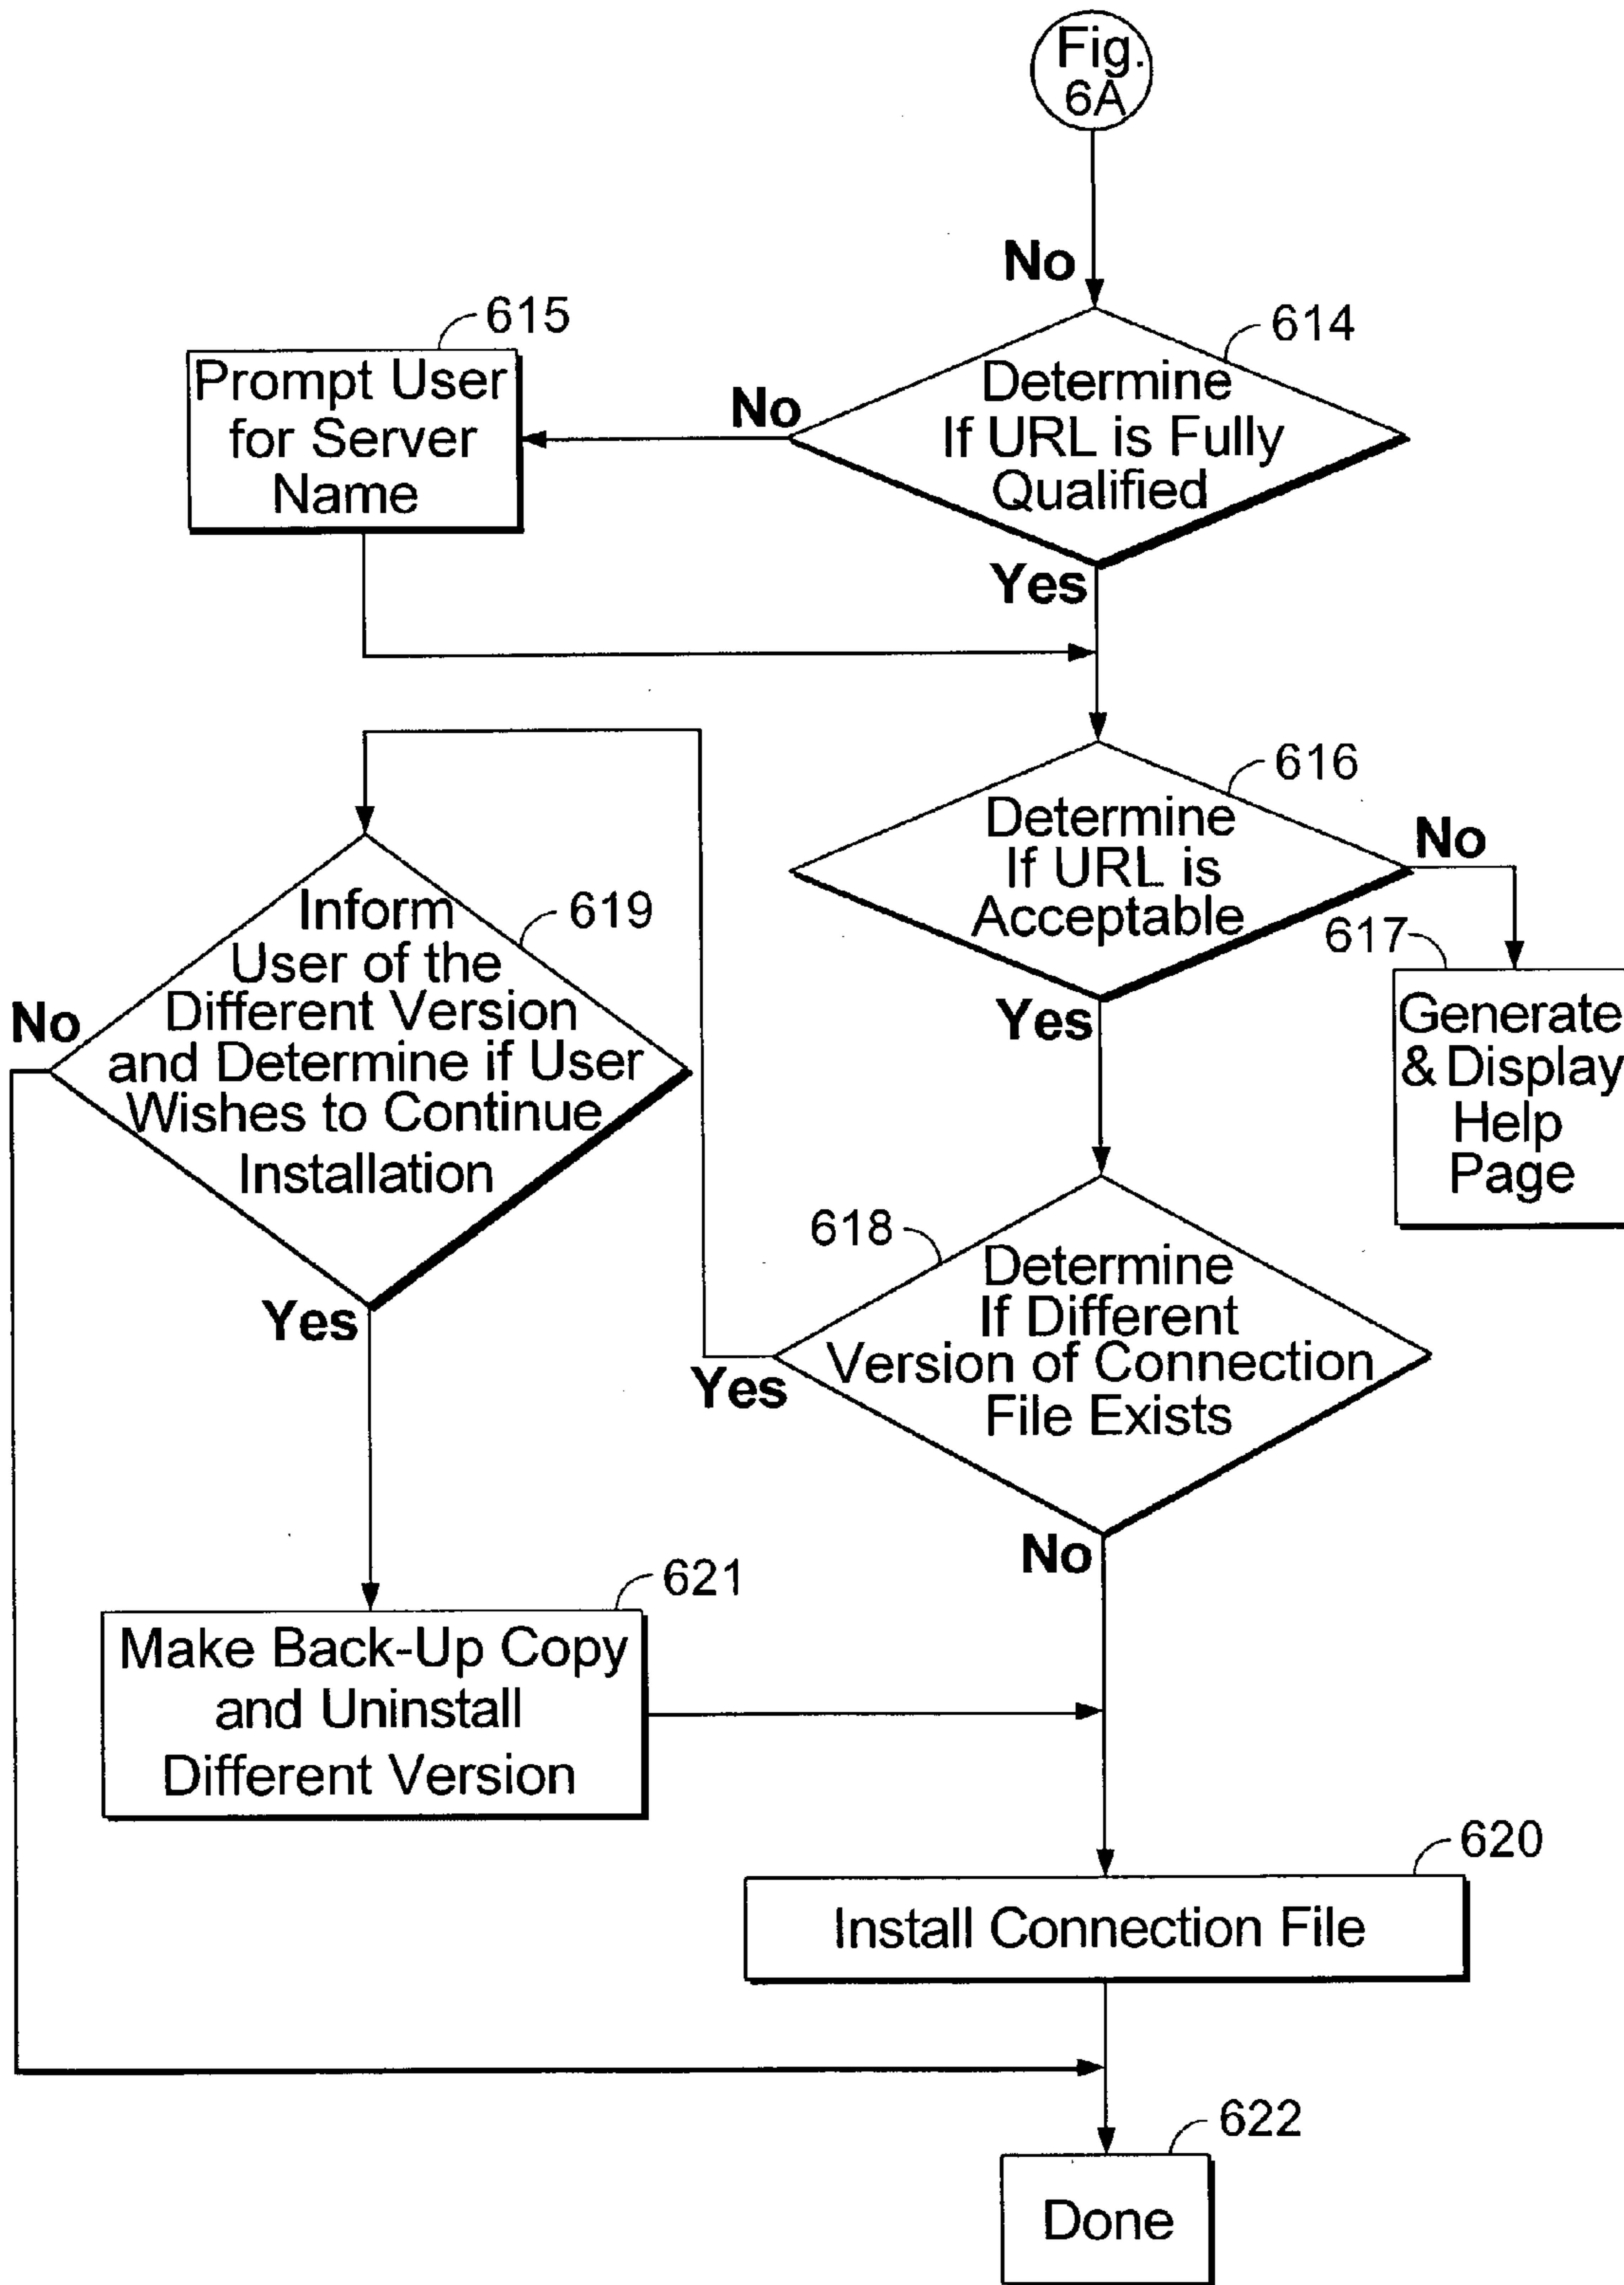 Fig.
6A
No
614
Determine
If URL is Fully
Qualified
No
615
Prompt User
for Server
Name
Yes
616
Determine
If URL is
Acceptable
No
617
Generate
& Display
Help
Page
Yes
618
Determine
If Different
Version of Connection
File Exists
Yes
619
Inform
User of the
Different Version
and Determine if User
Wishes to Continue
Installation
No
Yes
621
Make Back-Up Copy
and Uninstall
Different Version
No
620
Install Connection File
622
Done